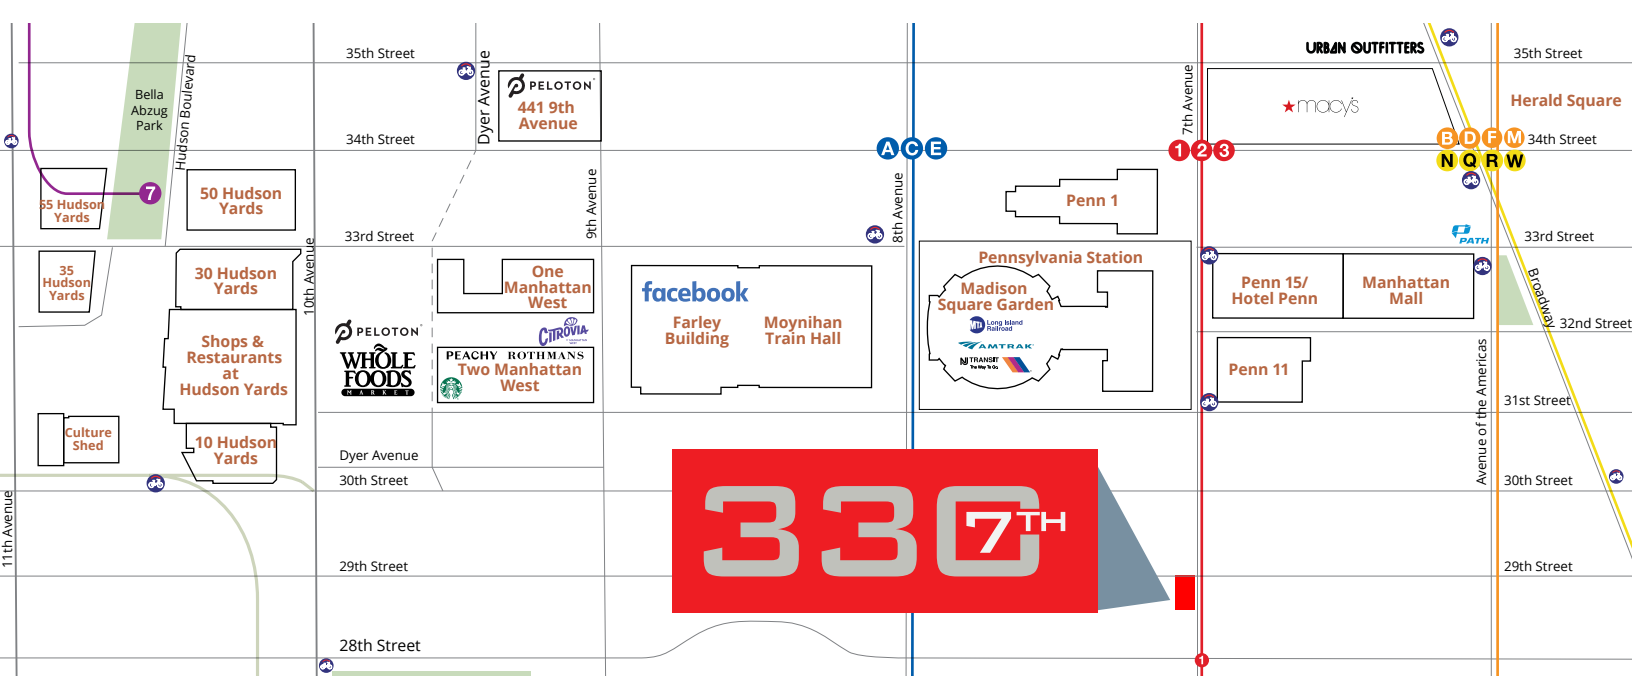 URBAN OUTFITTERS
35th Street
35th Street
Dyer Avenue
Hudson Boulevard
7th Avenue
PELOTON
441 9th
Avenue
Bella
Abzug
Park
macy's
Herald Square
34th Street
34th Street
B D F M
N Q R W
A C E
1 2 3
7
55 Hudson
Yards
50 Hudson
Yards
9th Avenue
8th Avenue
Penn 1
33rd Street
33rd Street
PATH
10th Avenue
35
Hudson
Yards
30 Hudson
Yards
One
Manhattan
West
facebook
Farley
Building
Moynihan
Train Hall
Pennsylvania Station
Madison
Square Garden
MTA
Long Island
Railroad
AMTRAK
NJ TRANSIT
The Way To Go.
Penn 15/
Hotel Penn
Manhattan
Mall
Broadway
32nd Street
Shops &
Restaurants
at
Hudson Yards
PELOTON
WHOLE
FOODS
MARKET
CITROVIA
PEACHY ROTHMANS
Two Manhattan
West
Penn 11
31st Street
Avenue of the Americas
Culture
Shed
10 Hudson
Yards
Dyer Avenue
30th Street
30th Street
11th Avenue
330
7TH
29th Street
29th Street
28th Street
1